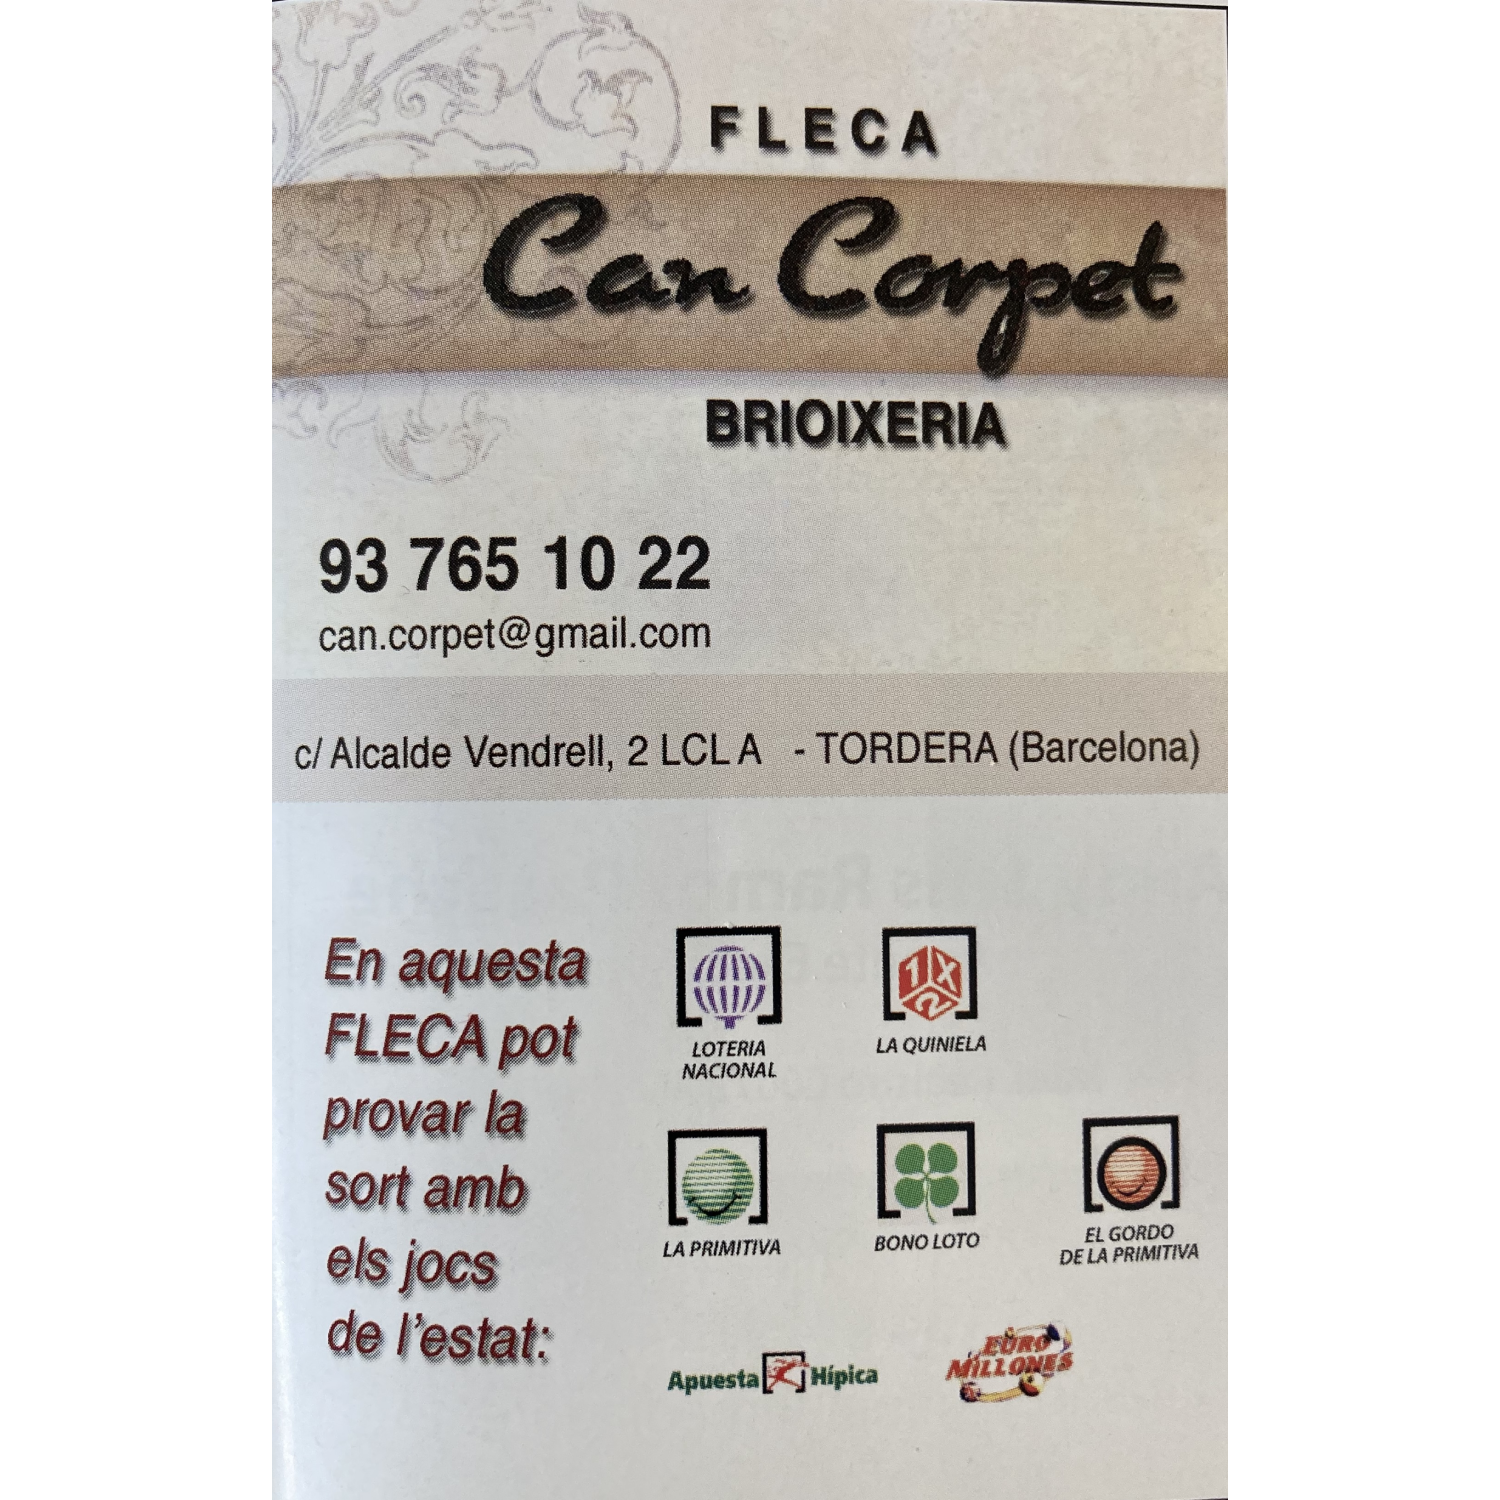 FLECA
Can Corpet
BRIOIXERIA
93 765 10 22
can.corpet@gmail.com
c/ Alcalde Vendrell, 2 LCL A - TORDERA (Barcelona)
En aquesta
FLECA pot
provar la
sort amb
els jocs
de l'estat:
LOTERIA
NACIONAL
1X2
LA QUINIELA
LA PRIMITIVA
BONO LOTO
EL GORDO
DE LA PRIMITIVA
Apuesta Hípica
EURO
MILLONES